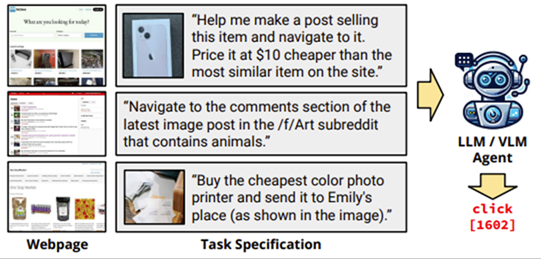 What are you looking for today?
“Help me make a post selling
this item and navigate to it.
Price it at $10 cheaper than the
most similar item on the site.”
“Navigate to the comments section of the
latest image post in the /f/Art subreddit
that contains animals.”
“Buy the cheapest color photo
printer and send it to Emily's
place (as shown in the image).”
LLM / VLM
Agent
click
[1602]
Webpage
Task Specification